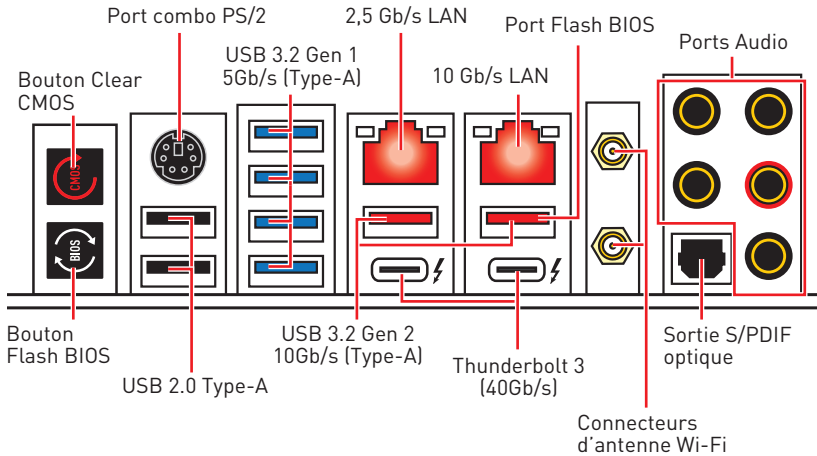 Port combo PS/2
2,5 Gb/s LAN
Port Flash BIOS
USB 3.2 Gen 1
5Gb/s (Type-A)
Ports Audio
Bouton Clear
CMOS
10 Gb/s LAN
CMOS
BIOS
Bouton
Flash BIOS
USB 2.0 Type-A
USB 3.2 Gen 2
10Gb/s (Type-A)
Thunderbolt 3
(40Gb/s)
Sortie S/PDIF
optique
Connecteurs
d'antenne Wi-Fi